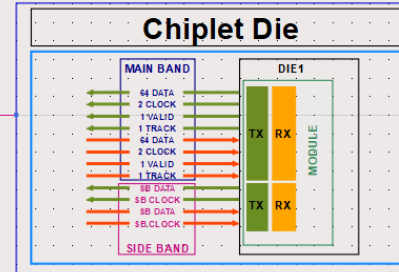 Chiplet Die
MAIN BAND
DIE1
64 DATA
2 CLOCK
1 VALID
1 TRACK
64 DATA
2 CLOCK
1 VALID
1 TRACK
TX RX
MODULE
SB DATA
SB CLOCK
SB DATA
SB.CLOCK
TX RX
SIDE BAND